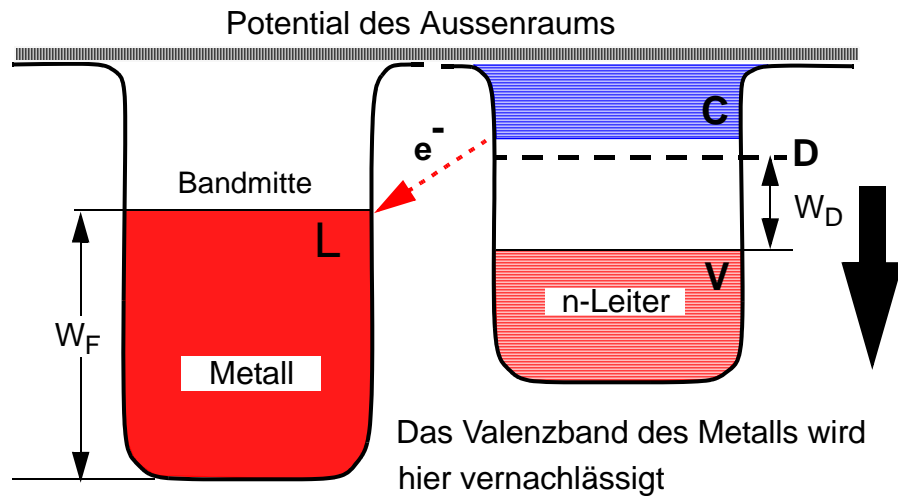 Potential des Aussenraums
C
e-
D
Bandmitte
WD
L
V
n-Leiter
WF
Metall
Das Valenzband des Metalls wird
hier vernachlässigt